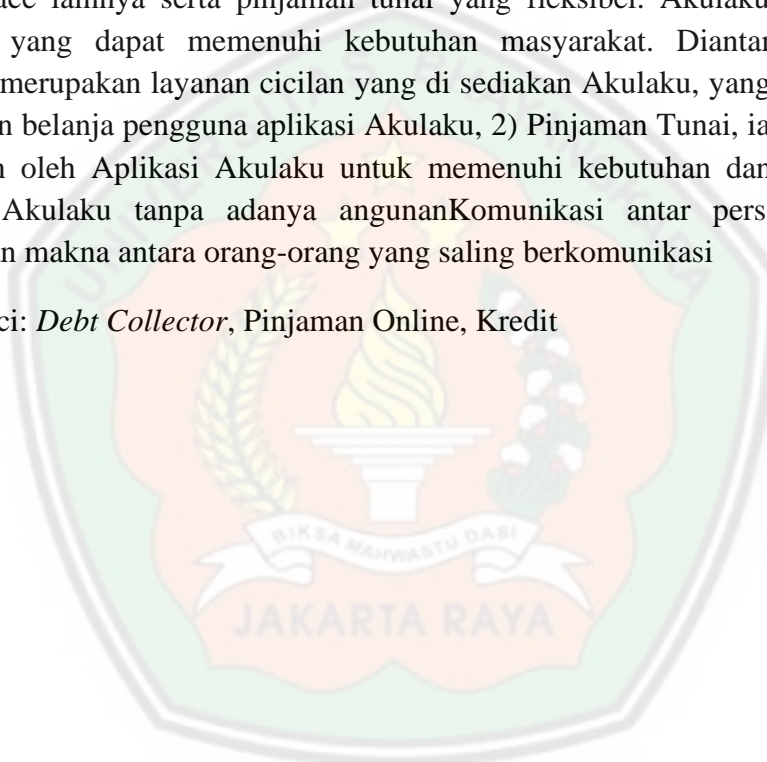 lainnya serta pinjaman tunai yang fleksibel. Akulaku
yang dapat memenuhi kebutuhan masyarakat. Diantar
merupakan layanan cicilan yang di sediakan Akulaku, yang
n belanja pengguna aplikasi Akulaku, 2) Pinjaman Tunai, ia
oleh Aplikasi Akulaku untuk memenuhi kebutuhan dan
Akulaku tanpa adanya angunanKomunikasi antar pers
an makna antara orang-orang yang saling berkomunikasi
ci: Debt Collector, Pinjaman Online, Kredit
BIKSA MAHWASTU DASI
JAKARTA RAYA